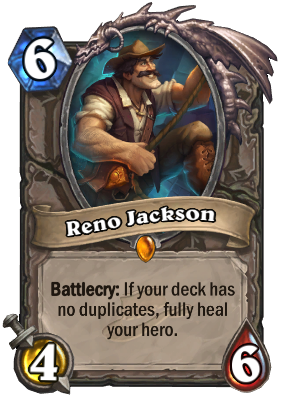 6
Reno Jackson
Battlecry: If your deck has
no duplicates, fully heal
your hero.
4
6